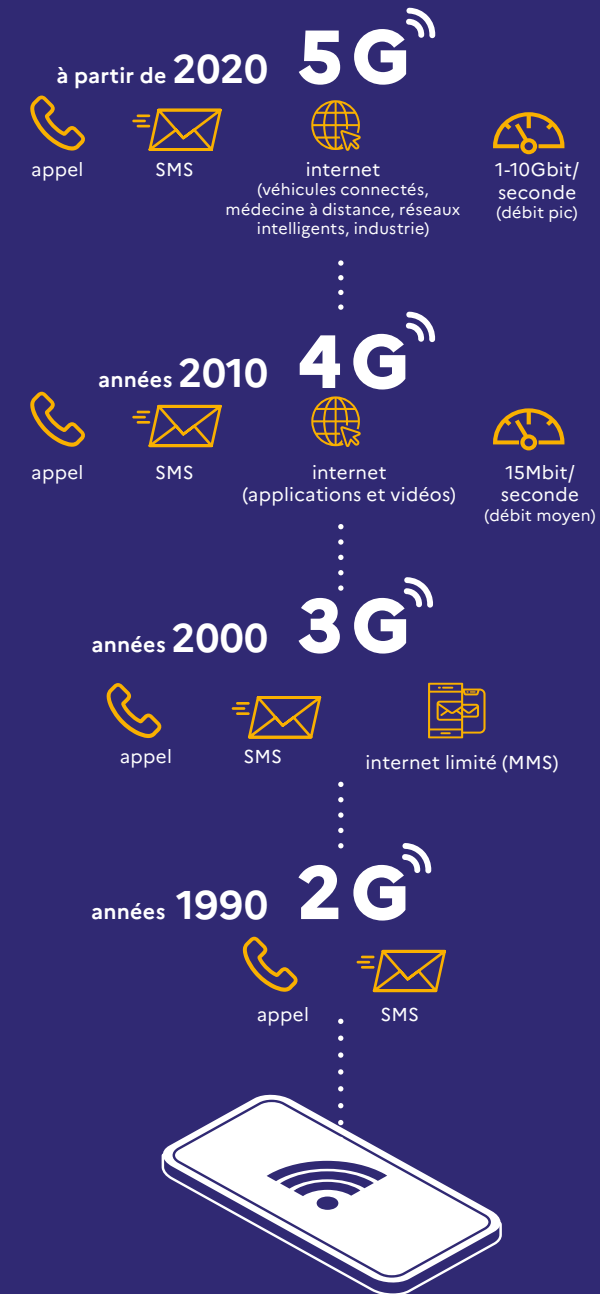 à partir de 2020 5G
appel
SMS
internet
(véhicules connectés,
médecine à distance, réseaux
intelligents, industrie)
1-10Gbit/
seconde
(débit pic)
années 2010 4G
appel
SMS
internet
(applications et vidéos)
15Mbit/
seconde
(débit moyen)
années 2000 3G
appel
SMS
internet limité (MMS)
années 1990 2G
appel
SMS